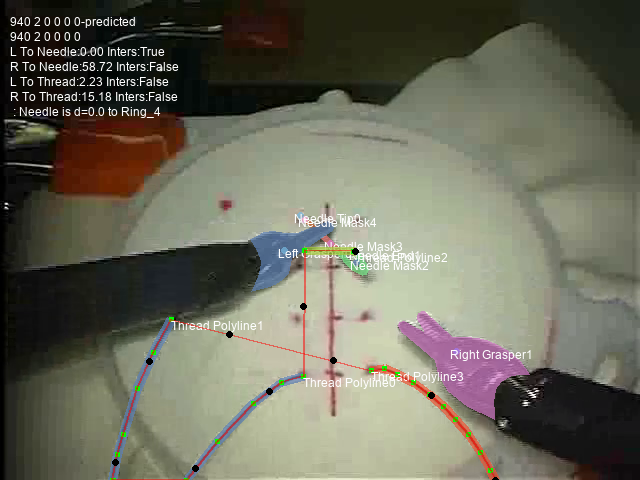 940 2 0 0 0 0-predicted
940 2 0 0 0 0
L To Needle:0.00 Inters:True
R To Needle:58.72 Inters:False
L To Thread:2.23 Inters:False
R To Thread:15.18 Inters:False
: Needle is d=0.0 to Ring_4
Needle Tip0
Needle Mask4
Needle Mask3
Left Grasper
Thread Polyline2
Needle Mask2
Thread Polyline1
Right Grasper1
Thread Polyline3
Thread Polyline0